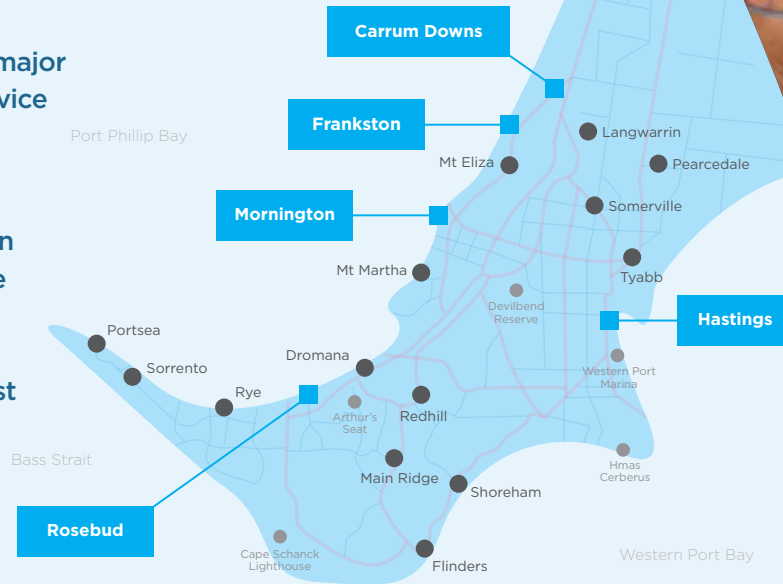 Carrum Downs
major
vice
Frankston
Port Phillip Bay
Langwarrin
Mt Eliza
Pearcedale
Mornington
Somerville
n
e
Mt Martha
Tyabb
Devilbend
Reserve
Hastings
Portsea
Dromana
Sorrento
Western Port
Marina
Rye
st
Arthur's
Seat
Redhill
Bass Strait
Hmas
Cerberus
Main Ridge
Shoreham
Rosebud
Cape Schanck
Lighthouse
Western Port Bay
Flinders